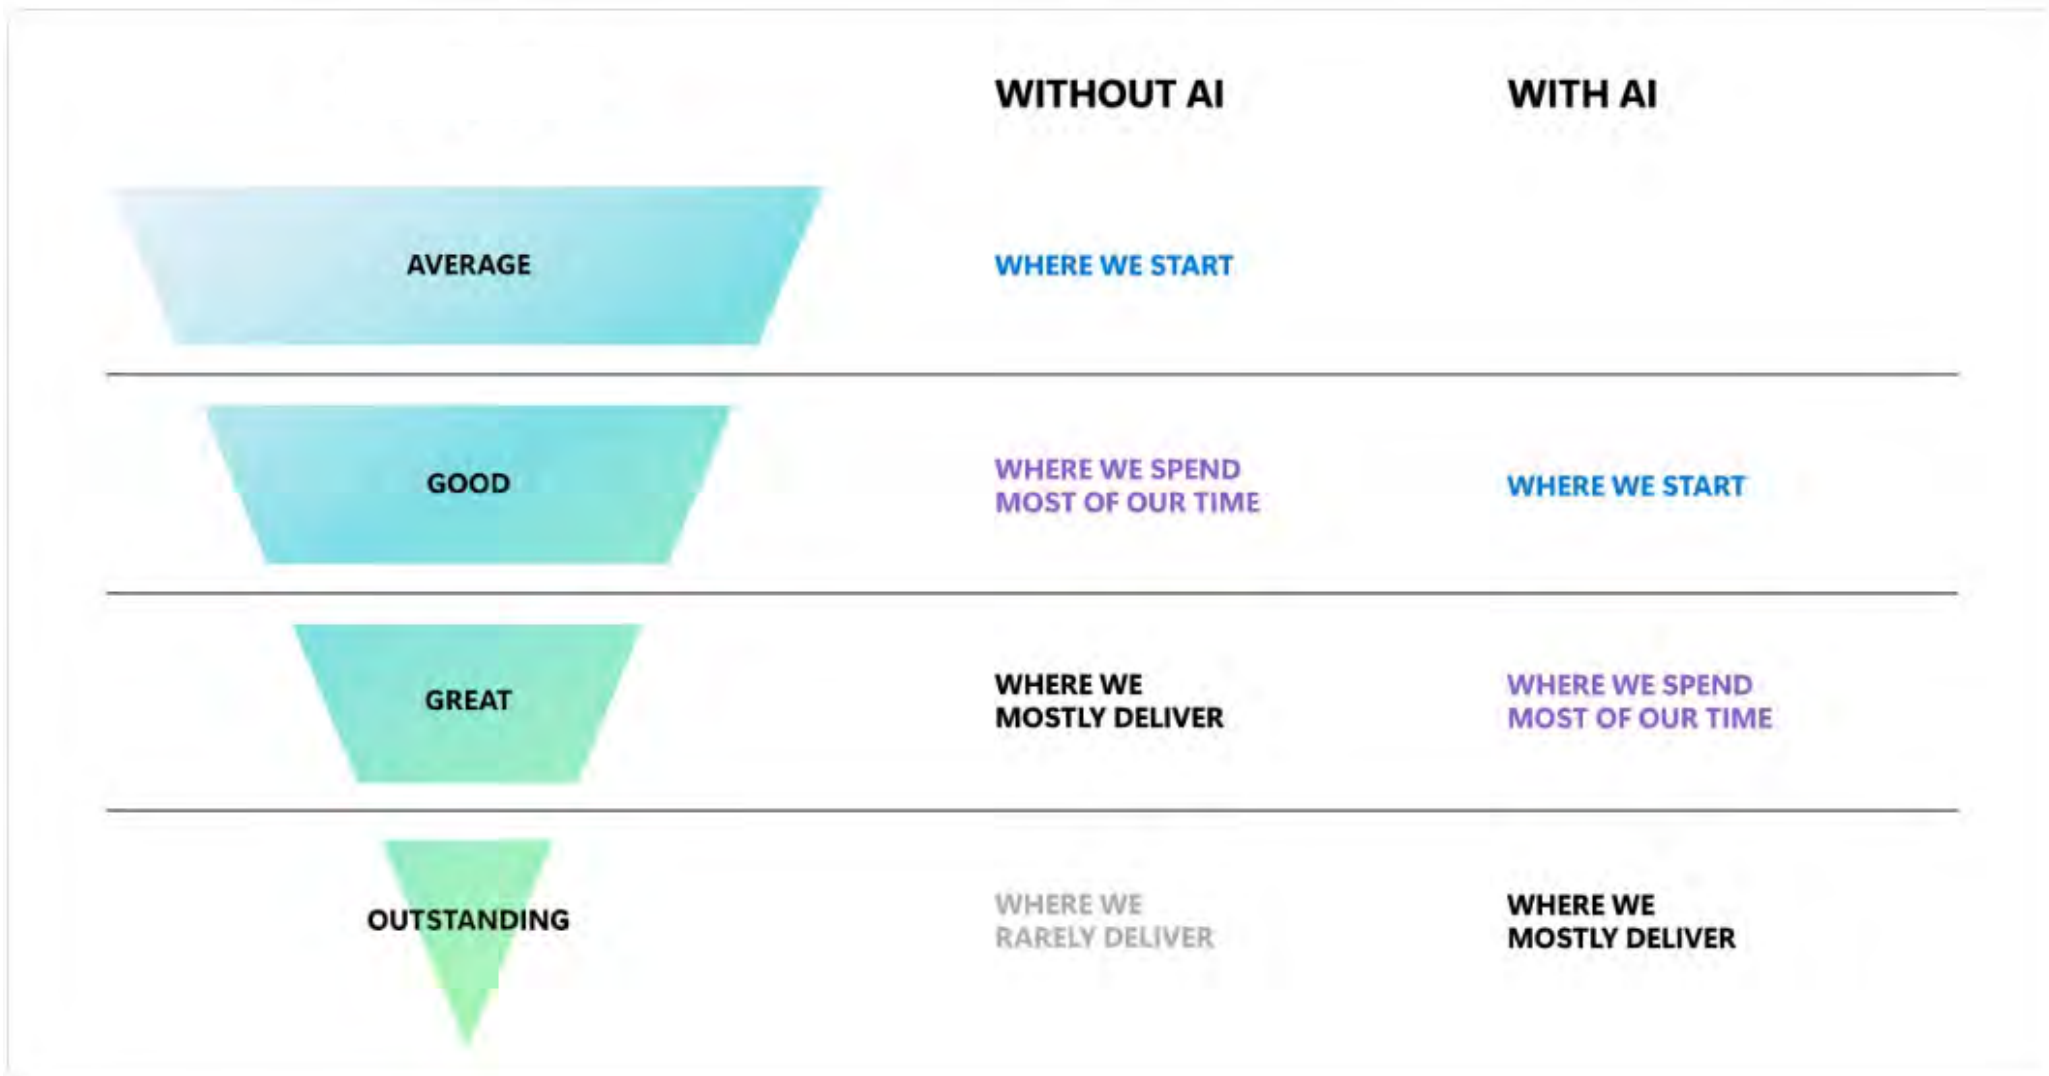 WITHOUT AI
WITH AI
AVERAGE
WHERE WE START
GOOD
WHERE WE SPEND
MOST OF OUR TIME
WHERE WE START
GREAT
WHERE WE
MOSTLY DELIVER
WHERE WE SPEND
MOST OF OUR TIME
OUTSTANDING
WHERE WE
RARELY DELIVER
WHERE WE
MOSTLY DELIVER